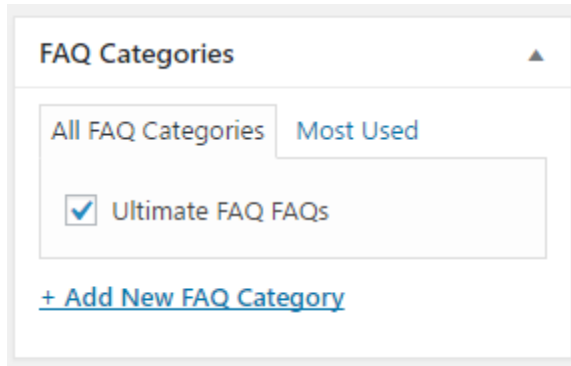 FAQ Categories
All FAQ Categories Most Used
Ultimate FAQ FAQs
+ Add New FAQ Category